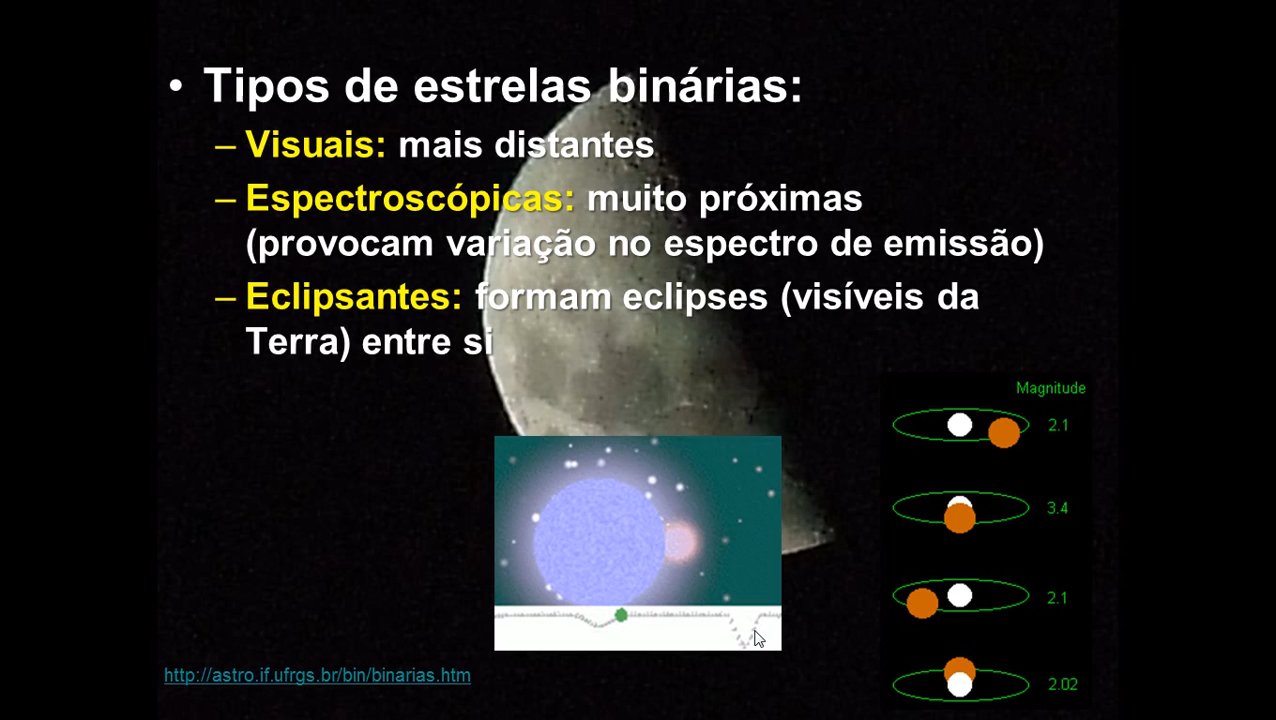 • Tipos de estrelas binárias:
– Visuais: mais distantes
– Espectroscópicas: muito próximas
(provocam variação no espectro de emissão)
– Eclipsantes: formam eclipses (visíveis da
Terra) entre si
Magnitude
2.1
3.4
2.1
2.02
http://astro.if.ufrgs.br/bin/binarias.htm